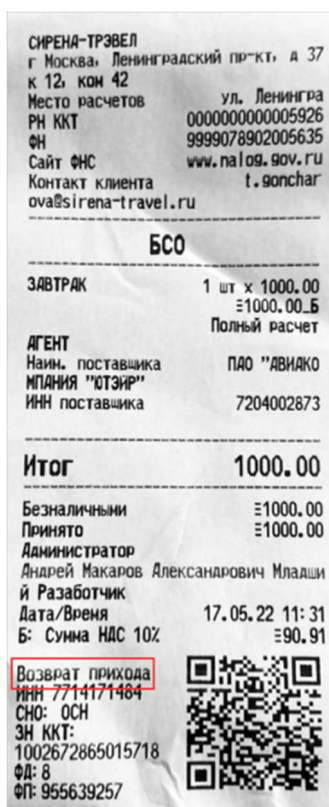 СИРЕНА-ТРЭВЕЛ
г Москва, Ленинградский пр-кт, д 37
к 12, ком 42
Место расчетов ул. Ленингра
РН ККТ 0000000000005926
ФН 9999078902005635
Сайт ФНС www.nalog.gov.ru
Контакт клиента t.gonchar
ova@sirena-travel.ru
БСО
ЗАВТРАК 1 шт x 1000.00
≡1000.00_Б
Полный расчет
АГЕНТ
Наим. поставщика ПАО "АВИАКО
МПАНИЯ "ЮТЭЙР"
ИНН поставщика 7204002873
Итог 1000.00
Безналичными ≡1000.00
Принято ≡1000.00
Администратор
Андрей Макаров Александрович Младши
й Разаботчик
Дата/Время 17.05.22 11:31
Б: Сумма НДС 10% ≡90.91
Возврат прихода
ИНН 7714171484
СНО: ОСН
ЗН ККТ:
1002672865015718
ФД: 8
ФП: 955639257